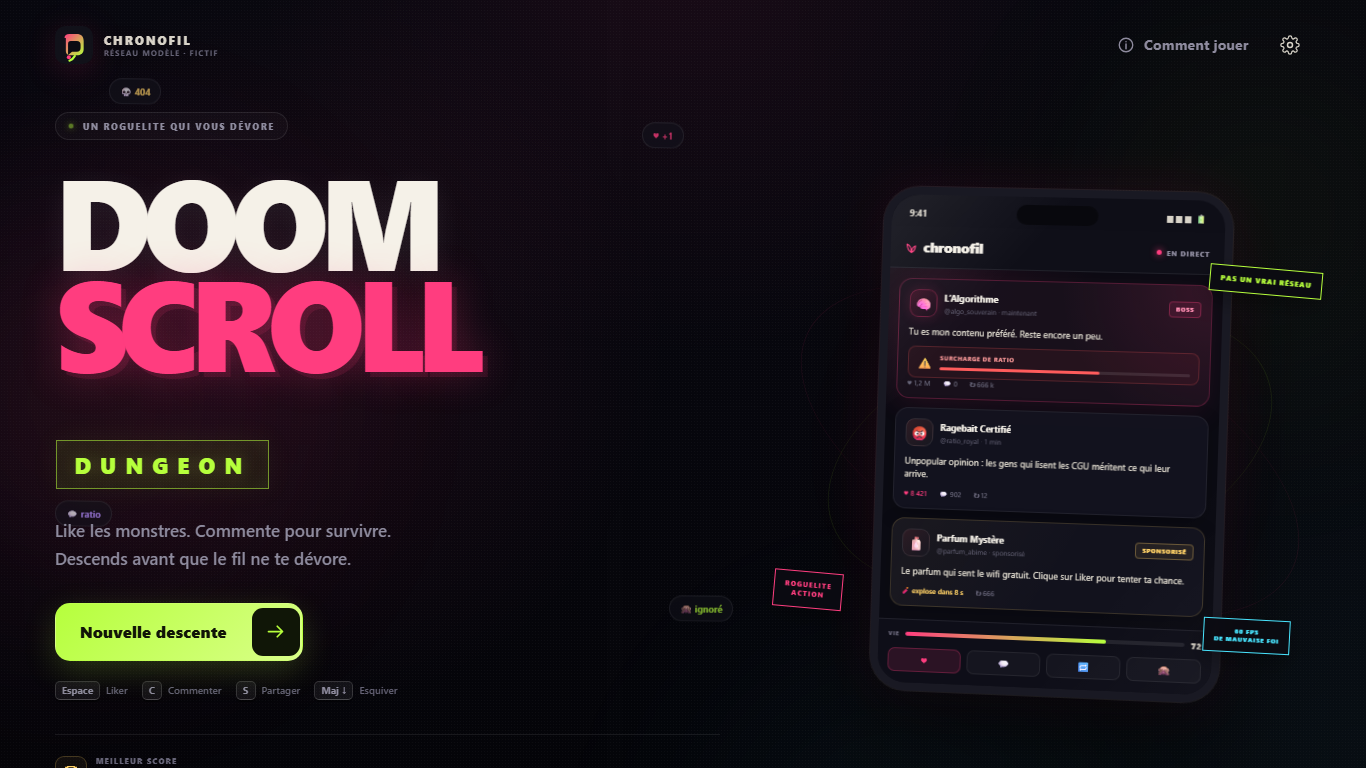 CHRONOFIL
RÉSEAU MODÈLE · FICTIF
Comment jouer
404
UN ROGUELITE QUI VOUS DÉVORE
+1
DOOM
SCROLL
DUNGEON
ratio
Like les monstres. Commente pour survivre.
Descends avant que le fil ne te dévore.
ignoré
Nouvelle descente
Espace Liker C Commenter S Partager Maj ↓ Esquiver
MEILLEUR SCORE
9:41
chronofil
EN DIRECT
PAS UN VRAI RÉSEAU
L'Algorithme
@algo_souverain · maintenant
BOSS
Tu es mon contenu préféré. Reste encore un peu.
SURCHARGE DE RATIO
1,2 M 0 666 k
Ragebait Certifié
@ratio_royal · 1 min
Unpopular opinion : les gens qui lisent les CGU méritent ce qui leur
arrive.
8 421 902 12
Parfum Mystère
@parfum_abime · sponsorisé
SPONSORISÉ
Le parfum qui sent le wifi gratuit. Clique sur Liker pour tenter ta chance.
explose dans 8 s 666
ROGUELITE
ACTION
60 FPS
DE MAUVAISE FOI
VIE
72